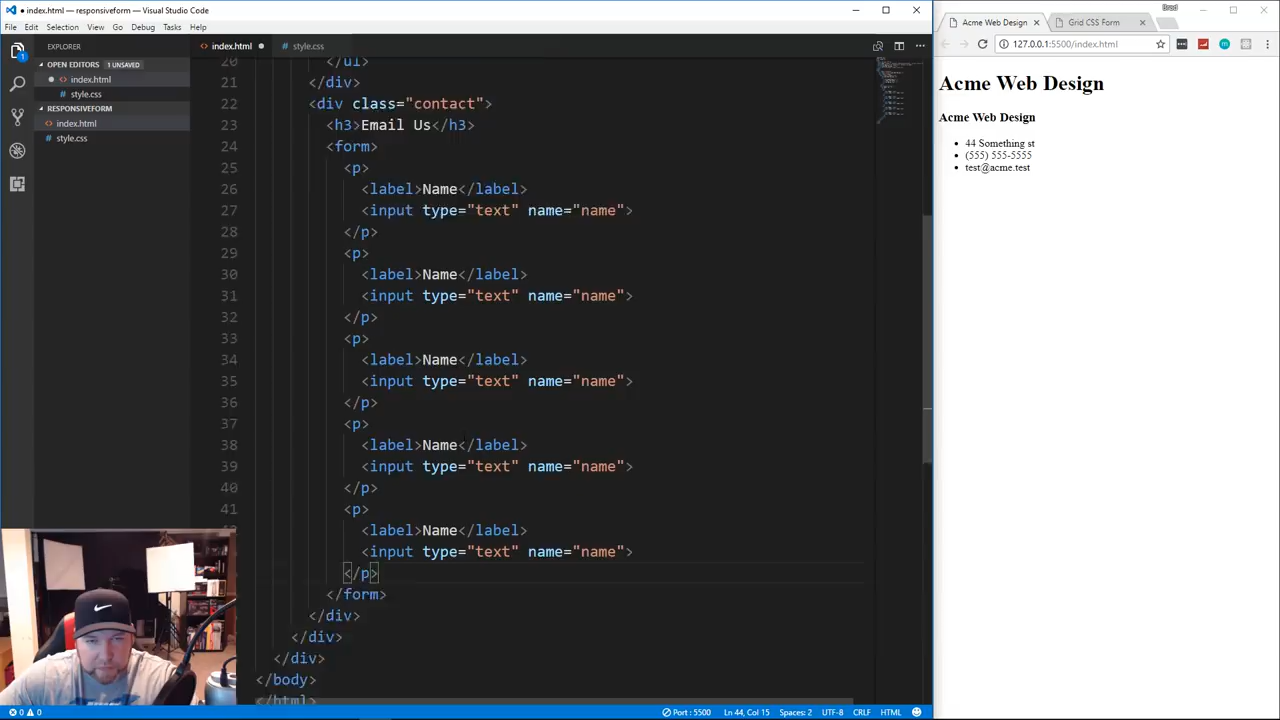 index.html — responsiveform — Visual Studio Code
File Edit Selection View Go Debug Tasks Help
EXPLORER
OPEN EDITORS 1 UNSAVED
index.html
style.css
RESPONSIVEFORM
index.html
style.css
1
index.html style.css
20 </ul>
21 </div>
22 <div class="contact">
23 <h3>Email Us</h3>
24 <form>
25 <p>
26 <label>Name</label>
27 <input type="text" name="name">
28 </p>
29 <p>
30 <label>Name</label>
31 <input type="text" name="name">
32 </p>
33 <p>
34 <label>Name</label>
35 <input type="text" name="name">
36 </p>
37 <p>
38 <label>Name</label>
39 <input type="text" name="name">
40 </p>
41 <p>
<label>Name</label>
<input type="text" name="name">
</p>
</form>
</div>
</div>
</div>
</body>
</html>
0 0
Port : 5500 Ln 44, Col 15 Spaces: 2 UTF-8 CRLF HTML
Brad
Acme Web Design Grid CSS Form
127.0.0.1:5500/index.html
Acme Web Design
Acme Web Design
• 44 Something st
• (555) 555-5555
• test@acme.test